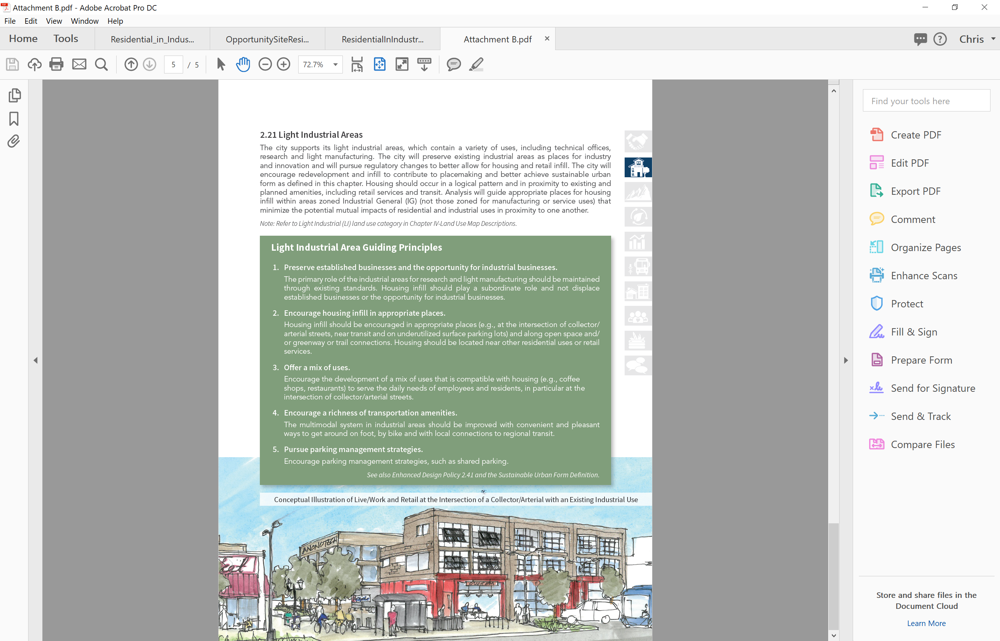 Attachment B.pdf - Adobe Acrobat Pro DC
File Edit View Window Help
Home Tools Residential_in_Indus... OpportunitySiteResi... ResidentialInIndustr... Attachment B.pdf Chris
5 / 5 72.7%
2.21 Light Industrial Areas
The city supports its light industrial areas, which contain a variety of uses, including technical offices,
research and light manufacturing. The city will preserve existing industrial areas as places for industry
and innovation and will pursue regulatory changes to better allow for housing and retail infill. The city will
encourage redevelopment and infill to contribute to placemaking and better achieve sustainable urban
form as defined in this chapter. Housing should occur in a logical pattern and in proximity to existing and
planned amenities, including retail services and transit. Analysis will guide appropriate places for housing
infill within areas zoned Industrial General (IG) (not those zoned for manufacturing or service uses) that
minimize the potential mutual impacts of residential and industrial uses in proximity to one another.
Note: Refer to Light Industrial (LI) land use category in Chapter IV-Land Use Map Descriptions.
Light Industrial Area Guiding Principles
1. Preserve established businesses and the opportunity for industrial businesses.
The primary role of the industrial areas for research and light manufacturing should be maintained
through existing standards. Housing infill should play a subordinate role and not displace
established businesses or the opportunity for industrial businesses.
2. Encourage housing infill in appropriate places.
Housing infill should be encouraged in appropriate places (e.g., at the intersection of collector/
arterial streets, near transit and on underutilized surface parking lots) and along open space and/
or greenway or trail connections. Housing should be located near other residential uses or retail
services.
3. Offer a mix of uses.
Encourage the development of a mix of uses that is compatible with housing (e.g., coffee
shops, restaurants) to serve the daily needs of employees and residents, in particular at the
intersection of collector/arterial streets.
4. Encourage a richness of transportation amenities.
The multimodal system in industrial areas should be improved with convenient and pleasant
ways to get around on foot, by bike and with local connections to regional transit.
5. Pursue parking management strategies.
Encourage parking management strategies, such as shared parking.
See also Enhanced Design Policy 2.41 and the Sustainable Urban Form Definition.
Conceptual Illustration of Live/Work and Retail at the Intersection of a Collector/Arterial with an Existing Industrial Use
Find your tools here
Create PDF
Edit PDF
Export PDF
Comment
Organize Pages
Enhance Scans
Protect
Fill & Sign
Prepare Form
Send for Signature
Send & Track
Compare Files
Store and share files in the
Document Cloud
Learn More